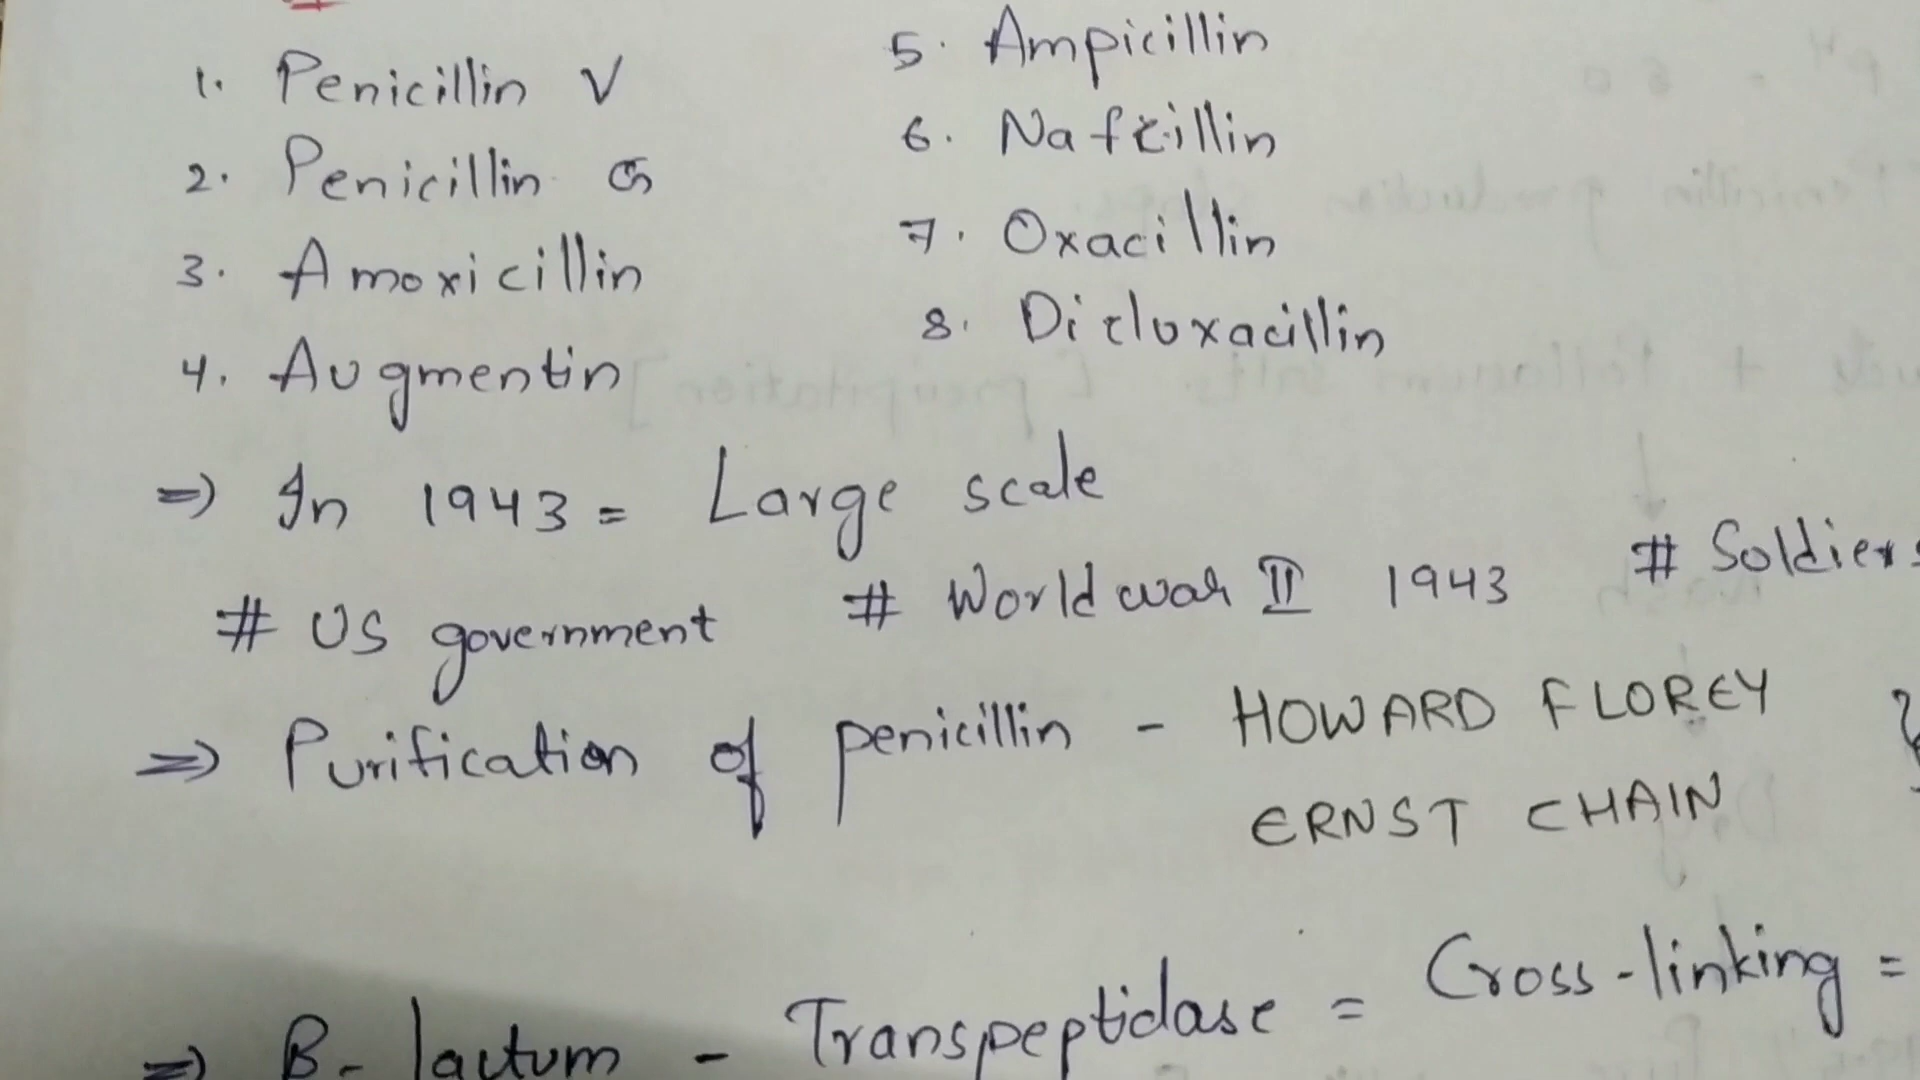 1. Penicillin V
2. Penicillin G
3. Amoxicillin
4. Augmentin
5. Ampicillin
6. Nafcillin
7. Oxacillin
8. Dicloxacillin
=> In 1943 = Large scale
# US government # World war II 1943 # Soldiers
=> Purification of penicillin - HOWARD FLOREY
ERNST CHAIN
=> B-lactum - Transpeptidase = Cross-linking =